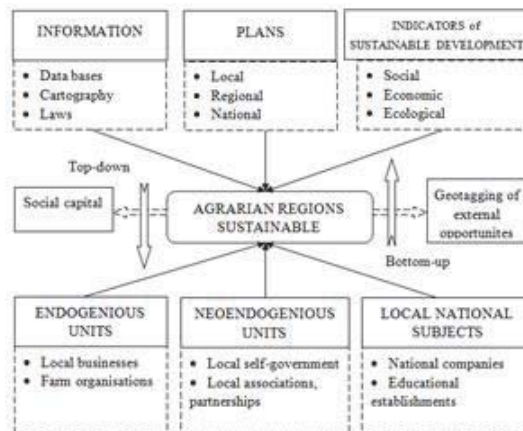 INFORMATION
• Data bases
• Cartography
• Laws
PLANS
• Local
• Regional
• National
INDICATORS of
SUSTAINABLE DEVELOPMENT
• Social
• Economic
• Ecological
Top-down
Social capital
AGRARIAN REGIONS
SUSTAINABLE
Geotagging of
external
opportunites
Bottom-up
ENDOGENIOUS
UNITS
• Local businesses
• Farm organisations
NEOENDOGENIOUS
UNITS
• Local self-government
• Local associations,
partnerships
LOCAL NATIONAL
SUBJECTS
• National companies
• Educational
establishments